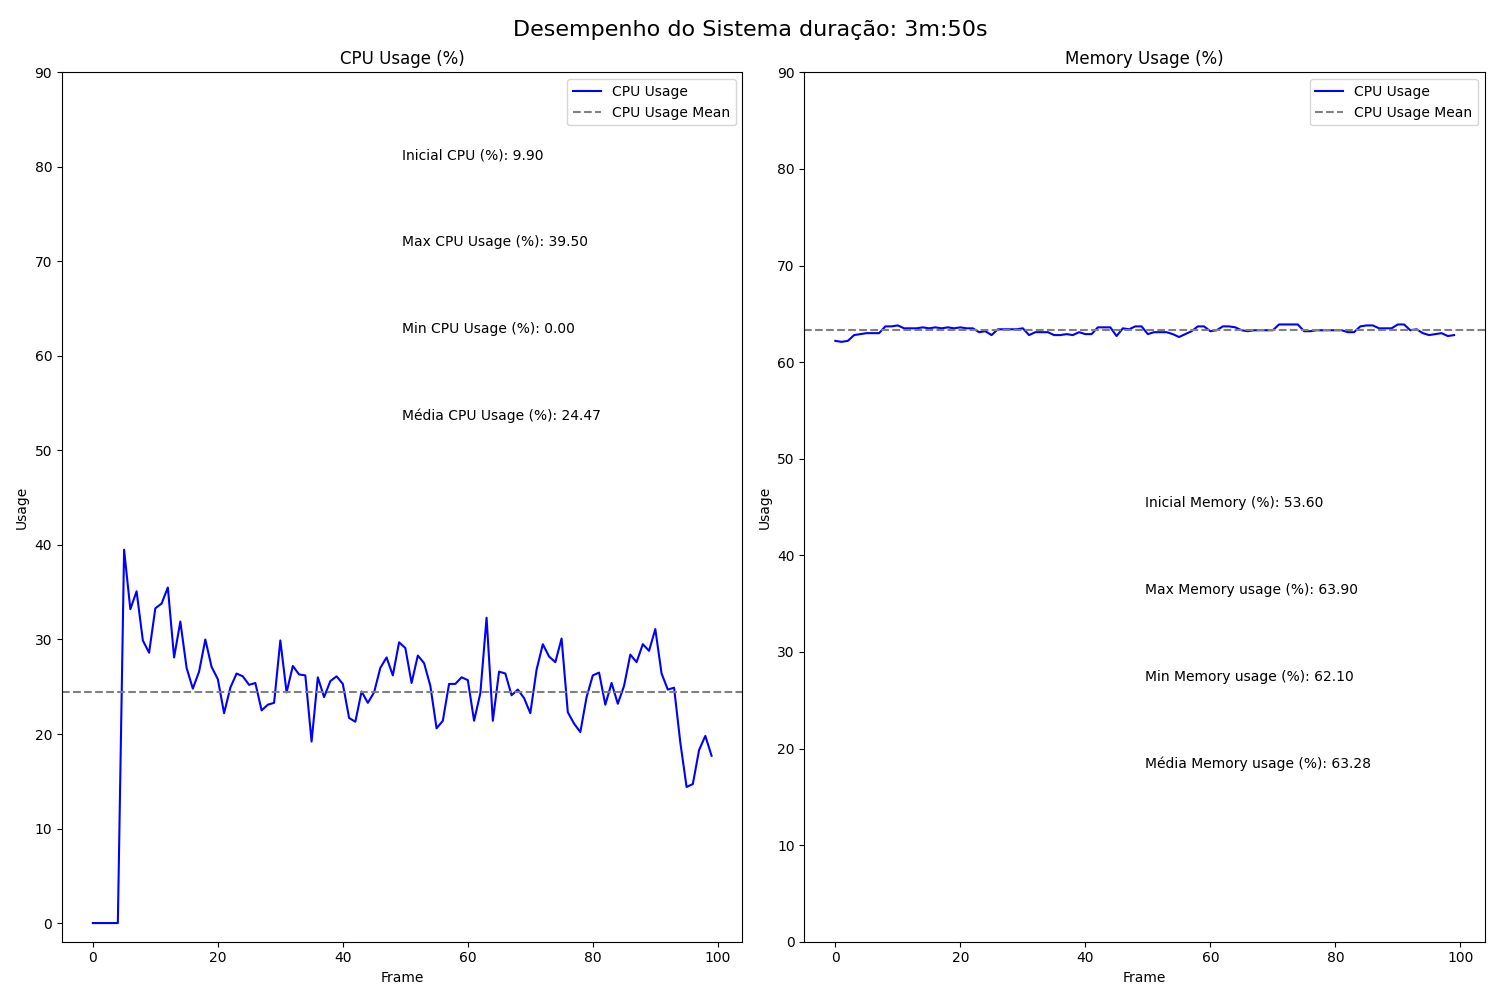 Desempenho do Sistema duração: 3m:50s
CPU Usage (%)
90
80
70
60
50
40
30
20
10
0
Usage
CPU Usage
CPU Usage Mean
Inicial CPU (%): 9.90
Max CPU Usage (%): 39.50
Min CPU Usage (%): 0.00
Média CPU Usage (%): 24.47
0 20 40 60 80 100
Frame
Memory Usage (%)
90
80
70
60
50
40
30
20
10
0
Usage
CPU Usage
CPU Usage Mean
Inicial Memory (%): 53.60
Max Memory usage (%): 63.90
Min Memory usage (%): 62.10
Média Memory usage (%): 63.28
0 20 40 60 80 100
Frame